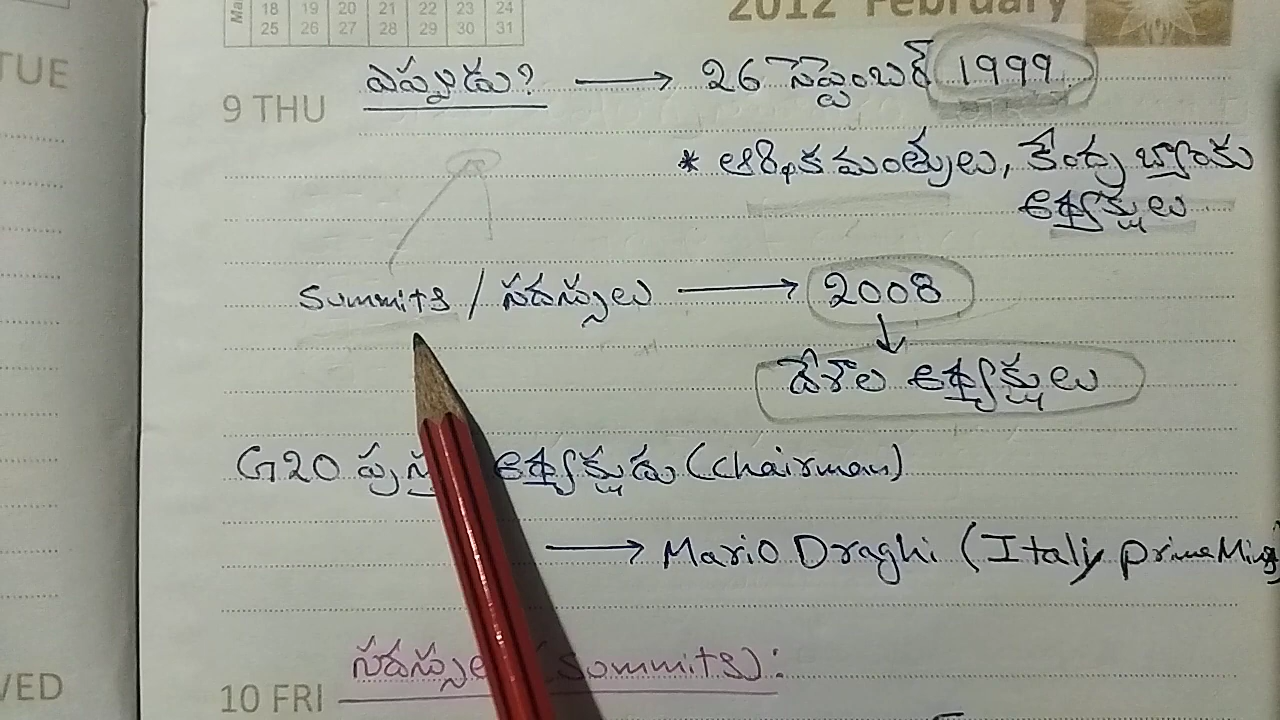 Ma
18 19 20 21 22 23 24
25 26 27 28 29 30 31
2012 February
TUE
9 THU
ఎప్పుడు? → 26 సెప్టెంబర్ 1999
* ఆర్థిక మంత్రులు, కేంద్ర బ్యాంకు
అధ్యక్షులు
Summits / సదస్సులు → 2008
↓
దేశాల అధ్యక్షులు
G20 అధ్యక్షుడు (Chairman)
→ Mario Draghi (Italy prime
సదస్సుల (Summits):
WED
10 FRI